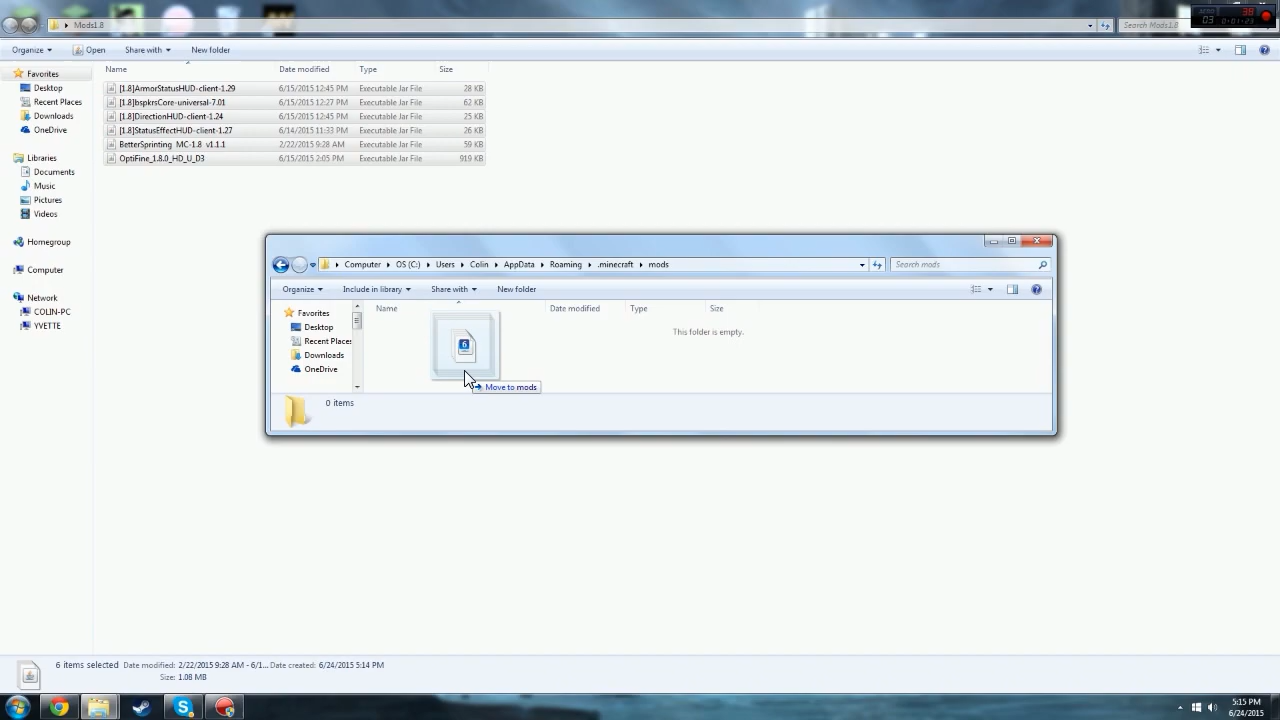 Mods1.8
Search Mods1.8
38
03 0:01:23
Organize Open Share with New folder
Name Date modified Type Size
Favorites
Desktop
Recent Places
Downloads
OneDrive
Libraries
Documents
Music
Pictures
Videos
Homegroup
Computer
Network
COLIN-PC
YVETTE
[1.8]ArmorStatusHUD-client-1.29 6/15/2015 12:45 PM Executable Jar File 28 KB
[1.8]bspkrsCore-universal-7.01 6/15/2015 12:27 PM Executable Jar File 62 KB
[1.8]DirectionHUD-client-1.24 6/15/2015 12:45 PM Executable Jar File 25 KB
[1.8]StatusEffectHUD-client-1.27 6/14/2015 11:33 PM Executable Jar File 26 KB
BetterSprinting MC-1.8 v1.1.1 2/22/2015 9:28 AM Executable Jar File 59 KB
OptiFine_1.8.0_HD_U_D3 6/15/2015 2:05 PM Executable Jar File 919 KB
Computer OS (C:) Users Colin AppData Roaming .minecraft mods
Search mods
Organize Include in library Share with New folder
Name Date modified Type Size
Favorites
Desktop
Recent Places
Downloads
OneDrive
This folder is empty.
6
Move to mods
0 items
6 items selected Date modified: 2/22/2015 9:28 AM - 6/1... Date created: 6/24/2015 5:14 PM
Size: 1.08 MB
5:15 PM
6/24/2015